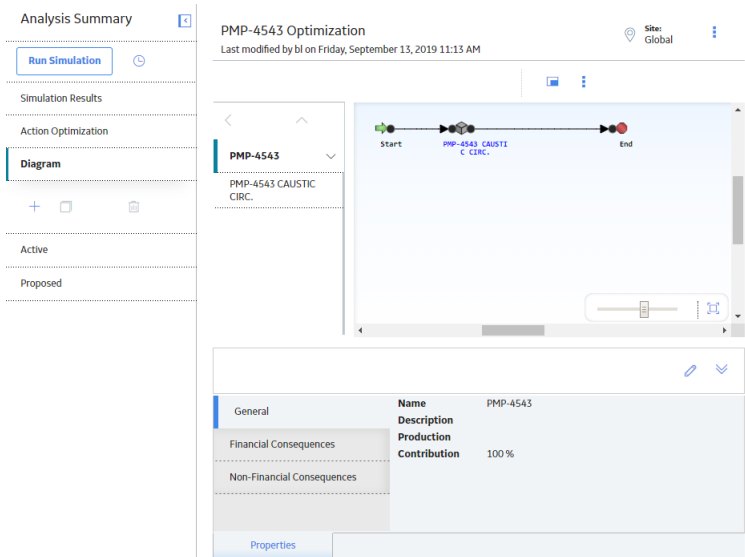 Analysis Summary
Run Simulation
Simulation Results
Action Optimization
Diagram
Active
Proposed
PMP-4543 Optimization
Last modified by bl on Friday, September 13, 2019 11:13 AM
Site:
Global
PMP-4543
PMP-4543 CAUSTIC
CIRC.
Start
PMP-4543 CAUSTI
C CIRC.
End
General
Financial Consequences
Non-Financial Consequences
Name PMP-4543
Description
Production
Contribution 100 %
Properties